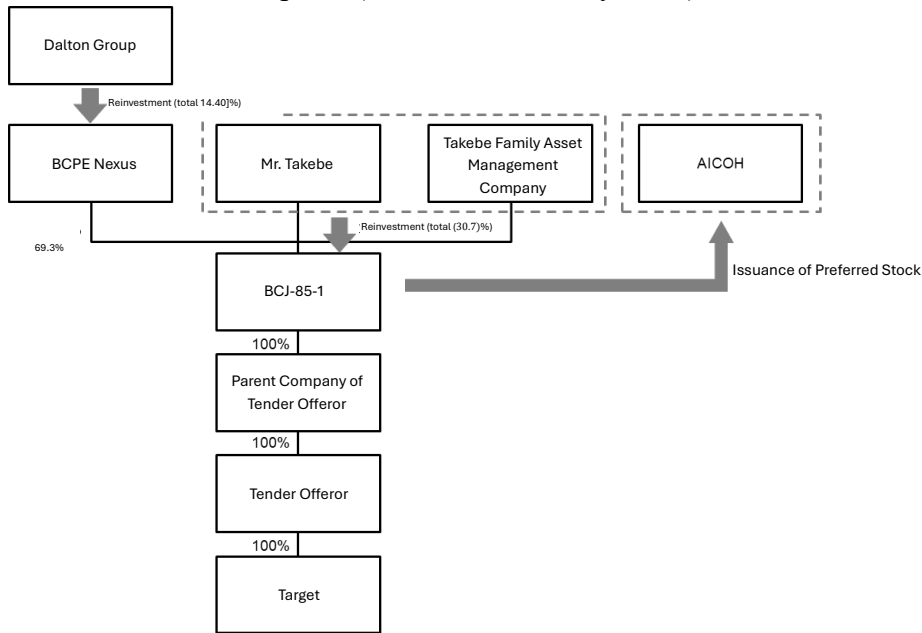 Dalton Group
Reinvestment (total 14.40]%)
BCPE Nexus
Mr. Takebe
Takebe Family Asset
Management
Company
AICOH
Reinvestment (total (30.7)%
69.3%
BCJ-85-1
Issuance of Preferred Stock
100%
Parent Company of
Tender Offeror
100%
Tender Offeror
100%
Target